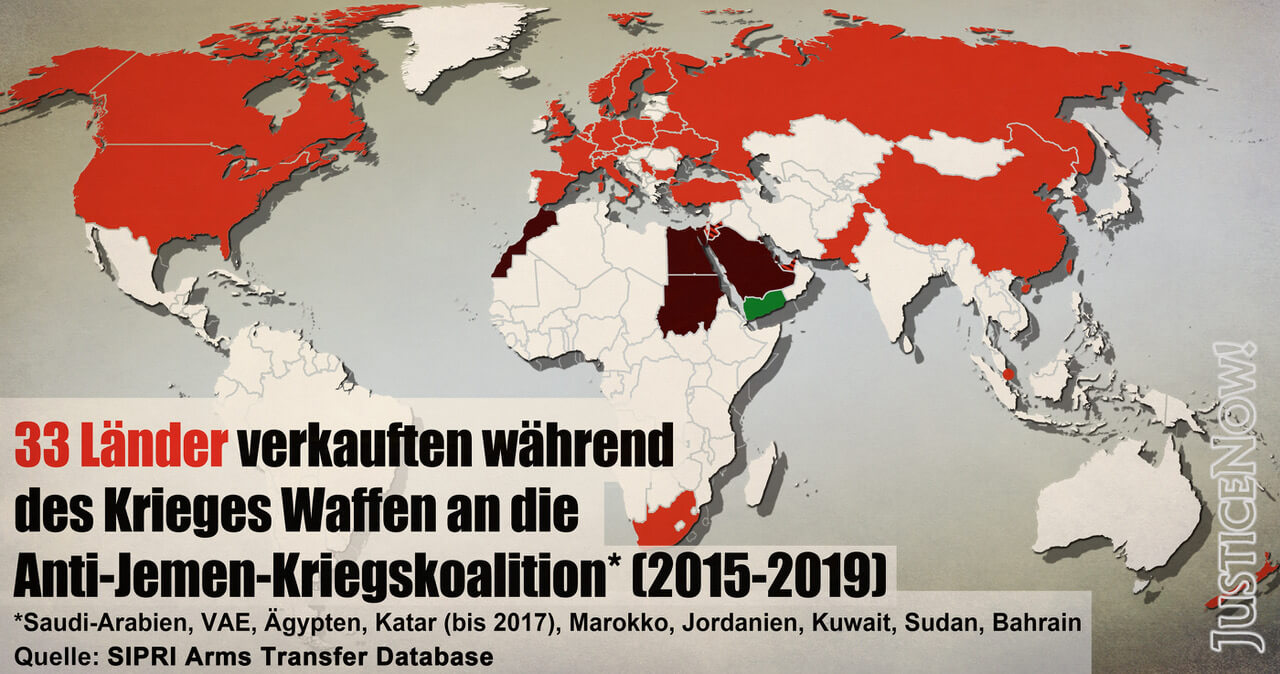 33 Länder verkauften während
des Krieges Waffen an die
Anti-Jemen-Kriegskoalition* (2015-2019)
*Saudi-Arabien, VAE, Ägypten, Katar (bis 2017), Marokko, Jordanien, Kuwait, Sudan, Bahrain
Quelle: SIPRI Arms Transfer Database
JUSTICENOW!